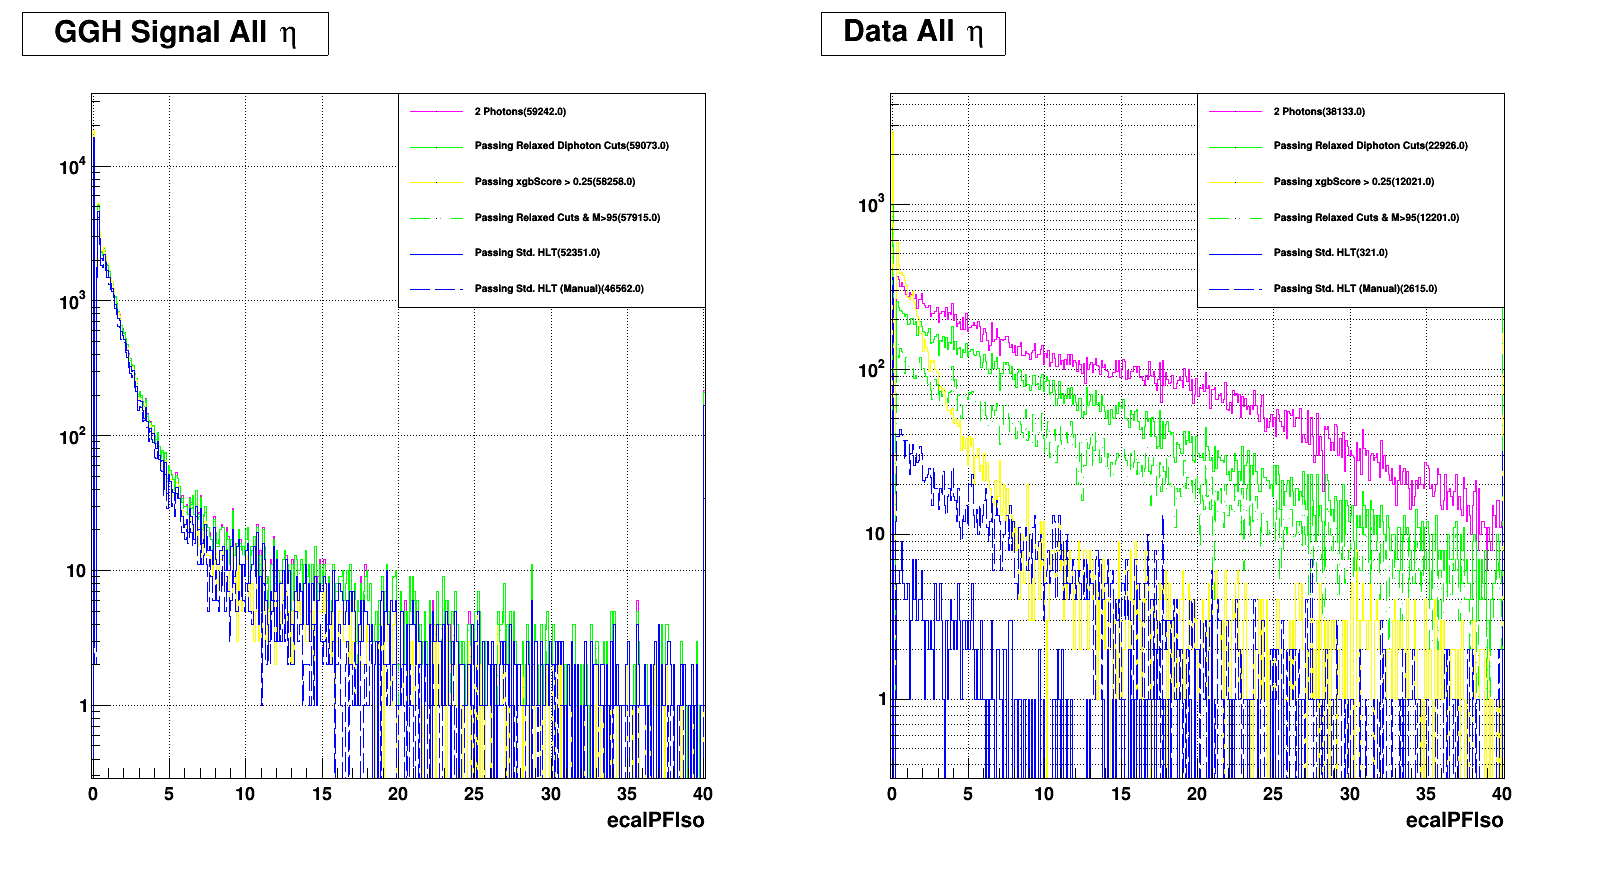 GGH Signal All η
2 Photons(59242.0)
Passing Relaxed Diphoton Cuts(59073.0)
Passing xgbScore > 0.25(58258.0)
Passing Relaxed Cuts & M>95(57915.0)
Passing Std. HLT(52351.0)
Passing Std. HLT (Manual)(46562.0)
10⁴
10³
10²
10
1
0 5 10 15 20 25 30 35 40
ecalPFIso
Data All η
2 Photons(38133.0)
Passing Relaxed Diphoton Cuts(22926.0)
Passing xgbScore > 0.25(12021.0)
Passing Relaxed Cuts & M>95(12201.0)
Passing Std. HLT(321.0)
Passing Std. HLT (Manual)(2615.0)
10³
10²
10
1
0 5 10 15 20 25 30 35 40
ecalPFIso